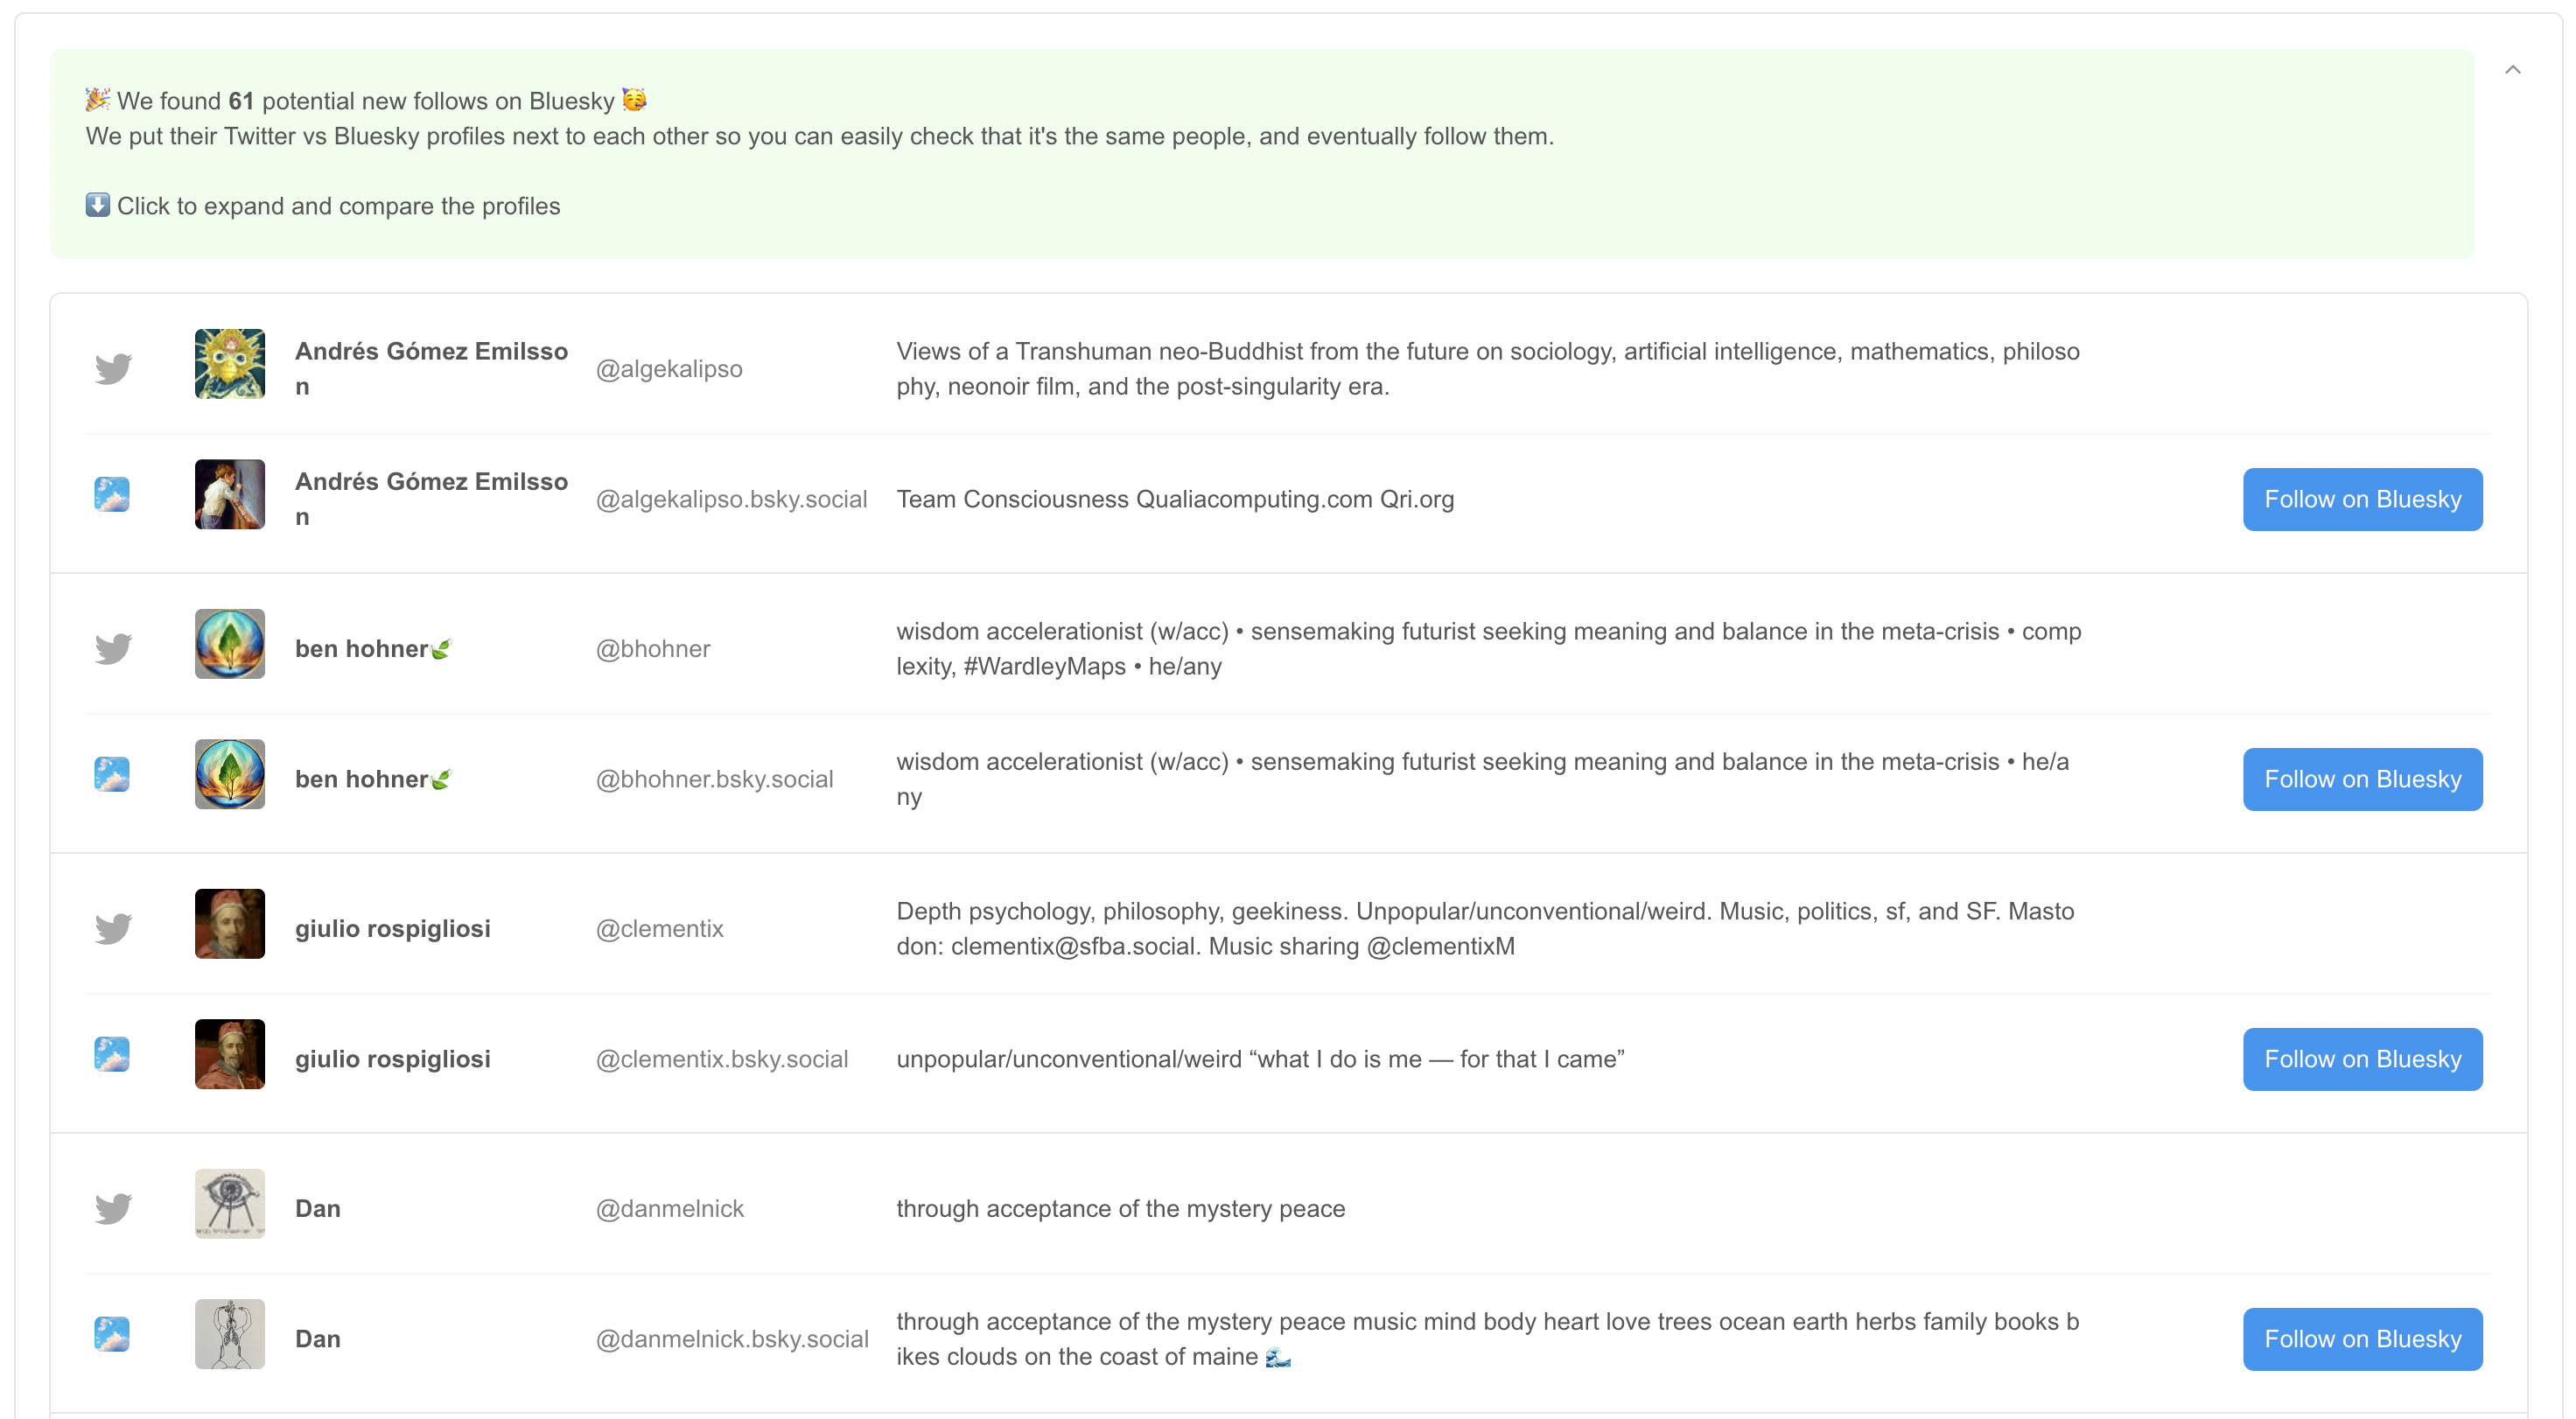 🎉 We found 61 potential new follows on Bluesky 🥳
We put their Twitter vs Bluesky profiles next to each other so you can easily check that it's the same people, and eventually follow them.
⬇️ Click to expand and compare the profiles
Andrés Gómez Emilsso
n
@algekalipso
Views of a Transhuman neo-Buddhist from the future on sociology, artificial intelligence, mathematics, philoso
phy, neonoir film, and the post-singularity era.
Andrés Gómez Emilsso
n
@algekalipso.bsky.social
Team Consciousness Qualiacomputing.com Qri.org
Follow on Bluesky
ben hohner🍃
@bhohner
wisdom accelerationist (w/acc) • sensemaking futurist seeking meaning and balance in the meta-crisis • comp
lexity, #WardleyMaps • he/any
ben hohner🍃
@bhohner.bsky.social
wisdom accelerationist (w/acc) • sensemaking futurist seeking meaning and balance in the meta-crisis • he/a
ny
Follow on Bluesky
giulio rospigliosi
@clementix
Depth psychology, philosophy, geekiness. Unpopular/unconventional/weird. Music, politics, sf, and SF. Masto
don: clementix@sfba.social. Music sharing @clementixM
giulio rospigliosi
@clementix.bsky.social
unpopular/unconventional/weird “what I do is me — for that I came”
Follow on Bluesky
Dan
@danmelnick
through acceptance of the mystery peace
Dan
@danmelnick.bsky.social
through acceptance of the mystery peace music mind body heart love trees ocean earth herbs family books b
ikes clouds on the coast of maine 🌊
Follow on Bluesky